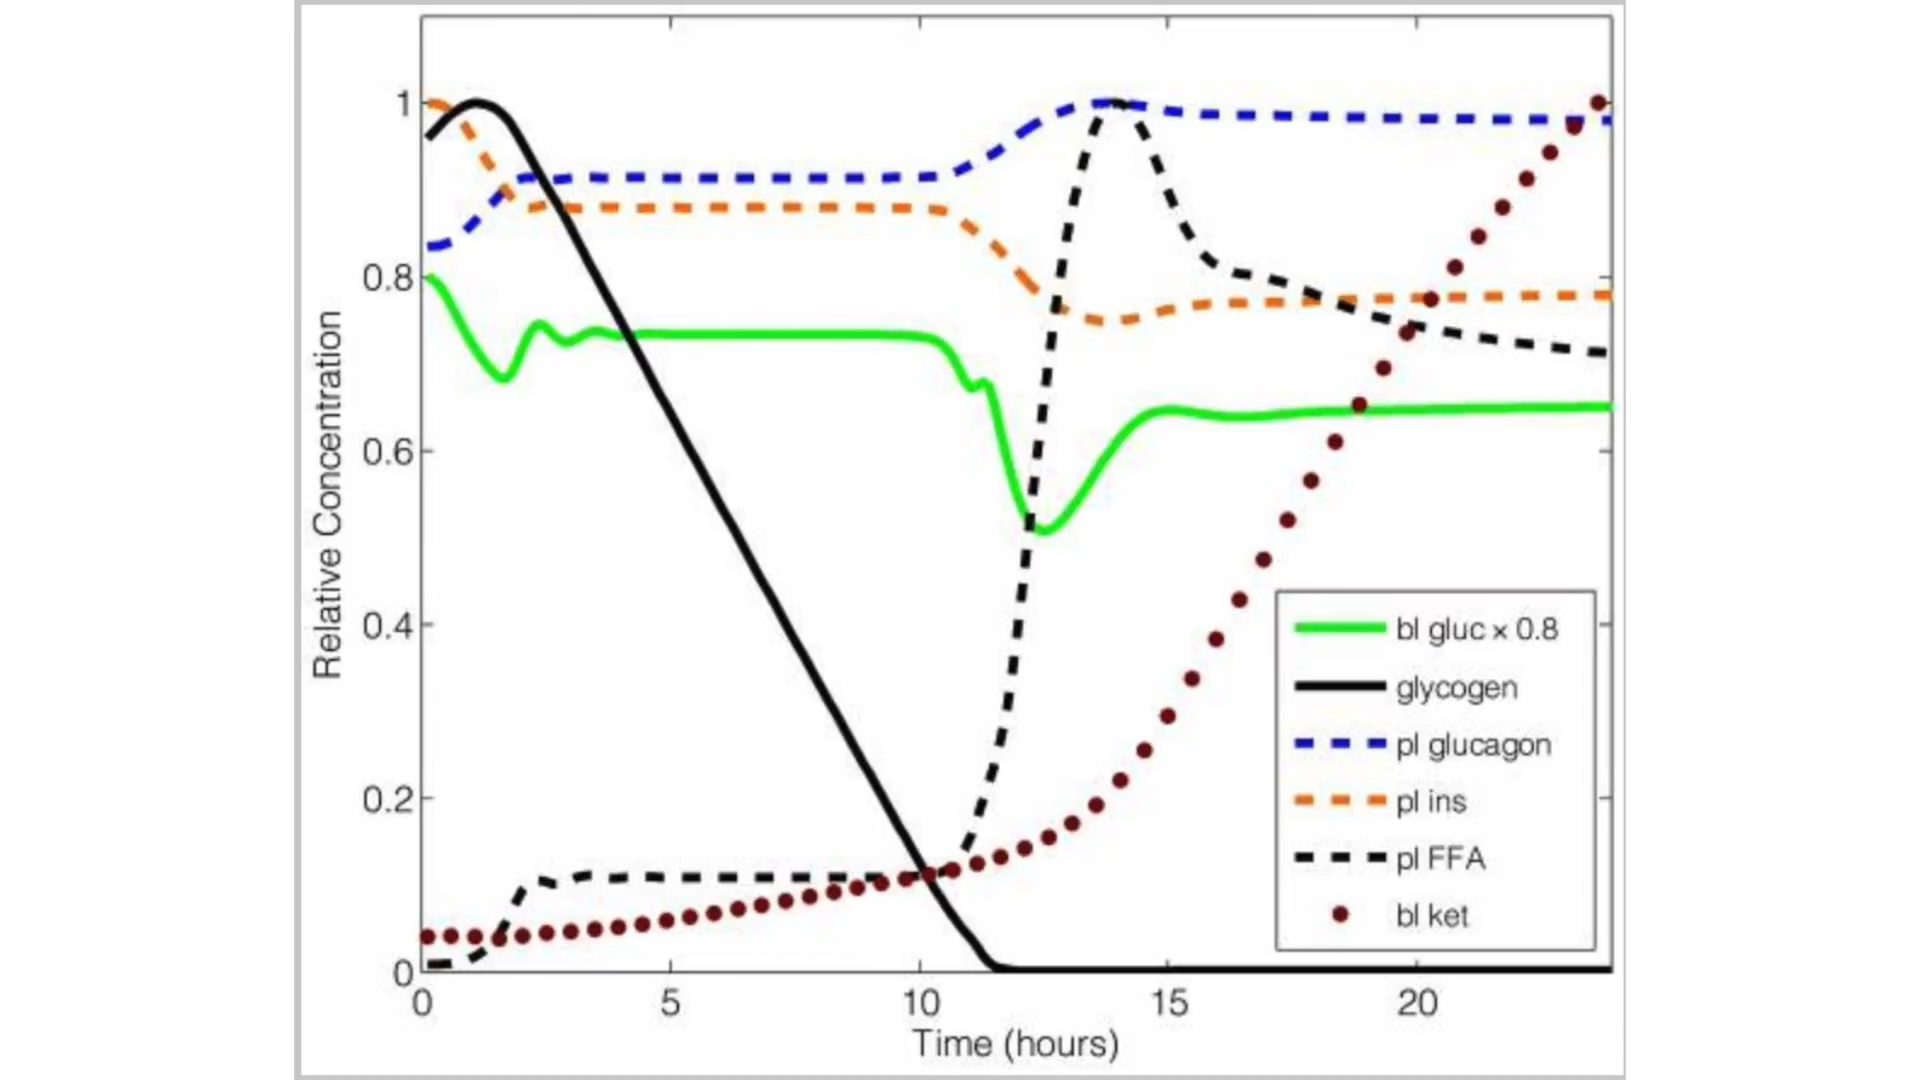 1
0.8
0.6
0.4
0.2
0
Relative Concentration
0 5 10 15 20
Time (hours)
bl gluc × 0.8
glycogen
pl glucagon
pl ins
pl FFA
bl ket